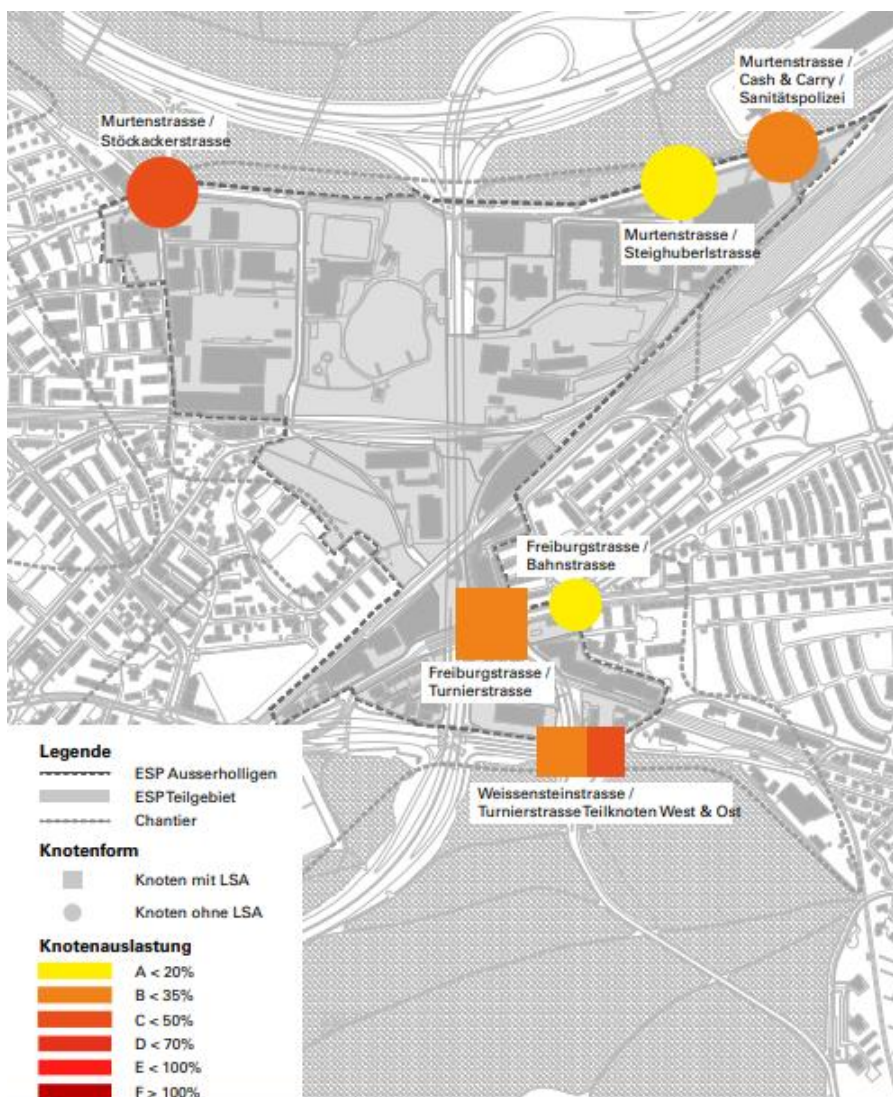 Murtenstrasse /
Cash & Carry /
Sanitätspolizei
Murtenstrasse /
Stöckackerstrasse
Murtenstrasse /
Steighuberlstrasse
Freiburgstrasse /
Bahnstrasse
Freiburgstrasse /
Turnierstrasse
Weissensteinstrasse /
Turnierstrasse Teilknoten West & Ost
Legende
ESP Ausserholligen
ESP Teilgebiet
Chantier
Knotenform
Knoten mit LSA
Knoten ohne LSA
Knotenauslastung
A < 20%
B < 35%
C < 50%
D < 70%
E < 100%
F > 100%